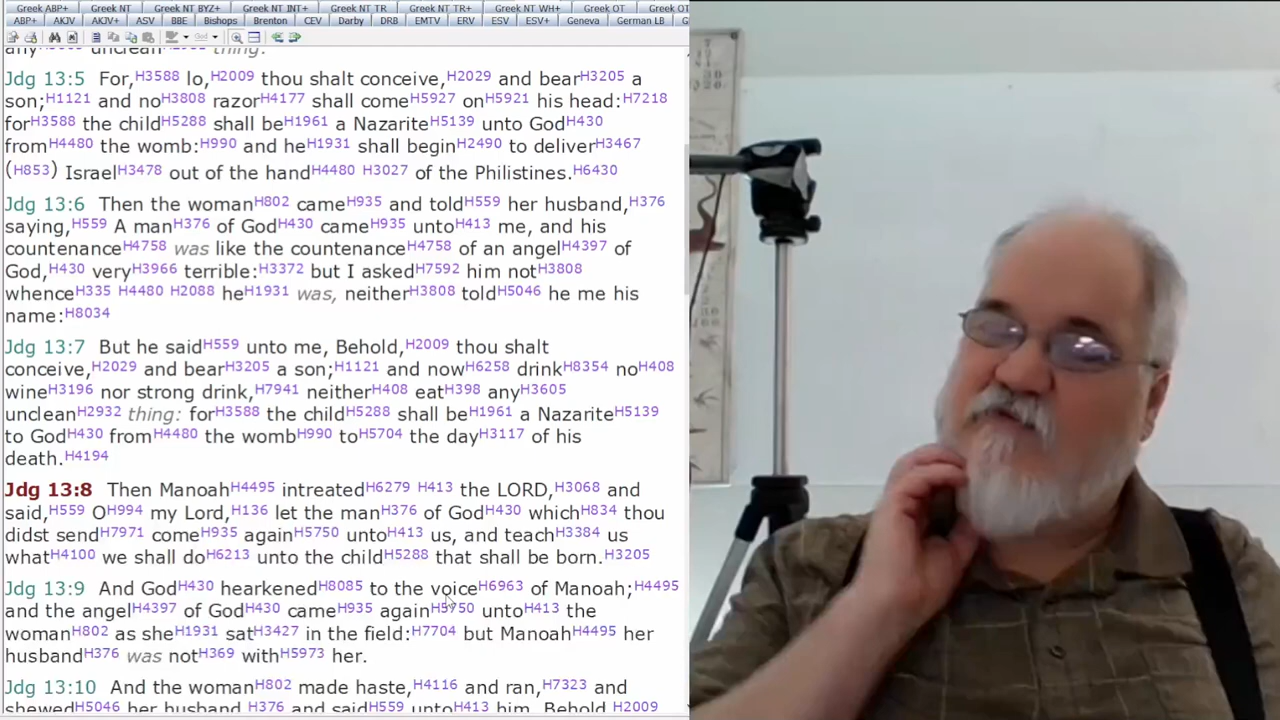 Greek ABP+ Greek NT Greek NT BYZ+ Greek NT INT+ Greek NT TR Greek NT TR+ Greek NT WH+ Greek OT Greek OT
ABP+ AKJV AKJV+ ASV BBE Bishops Brenton CEV Darby DRB EMTV ERV ESV ESV+ Geneva German LB G
unclean thing:
Jdg 13:5 For,H3588 lo,H2009 thou shalt conceive,H2029 and bearH3205 a
son;H1121 and noH3808 razorH4177 shall comeH5927 onH5921 his head:H7218
forH3588 the childH5288 shall beH1961 a NazariteH5139 unto GodH430
fromH4480 the womb:H990 and heH1931 shall beginH2490 to deliverH3467
(H853) IsraelH3478 out of the handH4480 H3027 of the Philistines.H6430
Jdg 13:6 Then the womanH802 cameH935 and toldH559 her husband,H376
saying,H559 A manH376 of GodH430 cameH935 untoH413 me, and his
countenanceH4758 was like the countenanceH4758 of an angelH4397 of
God,H430 veryH3966 terrible:H3372 but I askedH7592 him notH3808
whenceH335 H4480 H2088 heH1931 was, neitherH3808 toldH5046 he me his
name:H8034
Jdg 13:7 But he saidH559 unto me, Behold,H2009 thou shalt
conceive,H2029 and bearH3205 a son;H1121 and nowH6258 drinkH8354 noH408
wineH3196 nor strong drink,H7941 neitherH408 eatH398 anyH3605
uncleanH2932 thing: forH3588 the childH5288 shall beH1961 a NazariteH5139
to GodH430 fromH4480 the wombH990 toH5704 the dayH3117 of his
death.H4194
Jdg 13:8 Then ManoahH4495 intreatedH6279 H413 the LORD,H3068 and
said,H559 OH994 my Lord,H136 let the manH376 of GodH430 whichH834 thou
didst sendH7971 comeH935 againH5750 untoH413 us, and teachH3384 us
whatH4100 we shall doH6213 unto the childH5288 that shall be born.H3205
Jdg 13:9 And GodH430 hearkenedH8085 to the voiceH6963 of Manoah;H4495
and the angelH4397 of GodH430 cameH935 againH5750 untoH413 the
womanH802 as sheH1931 satH3427 in the field:H7704 but ManoahH4495 her
husbandH376 was notH369 withH5973 her.
Jdg 13:10 And the womanH802 made haste,H4116 and ran,H7323 and
shewedH5046 her husband,H376 and saidH559 untoH413 him, Behold,H2009